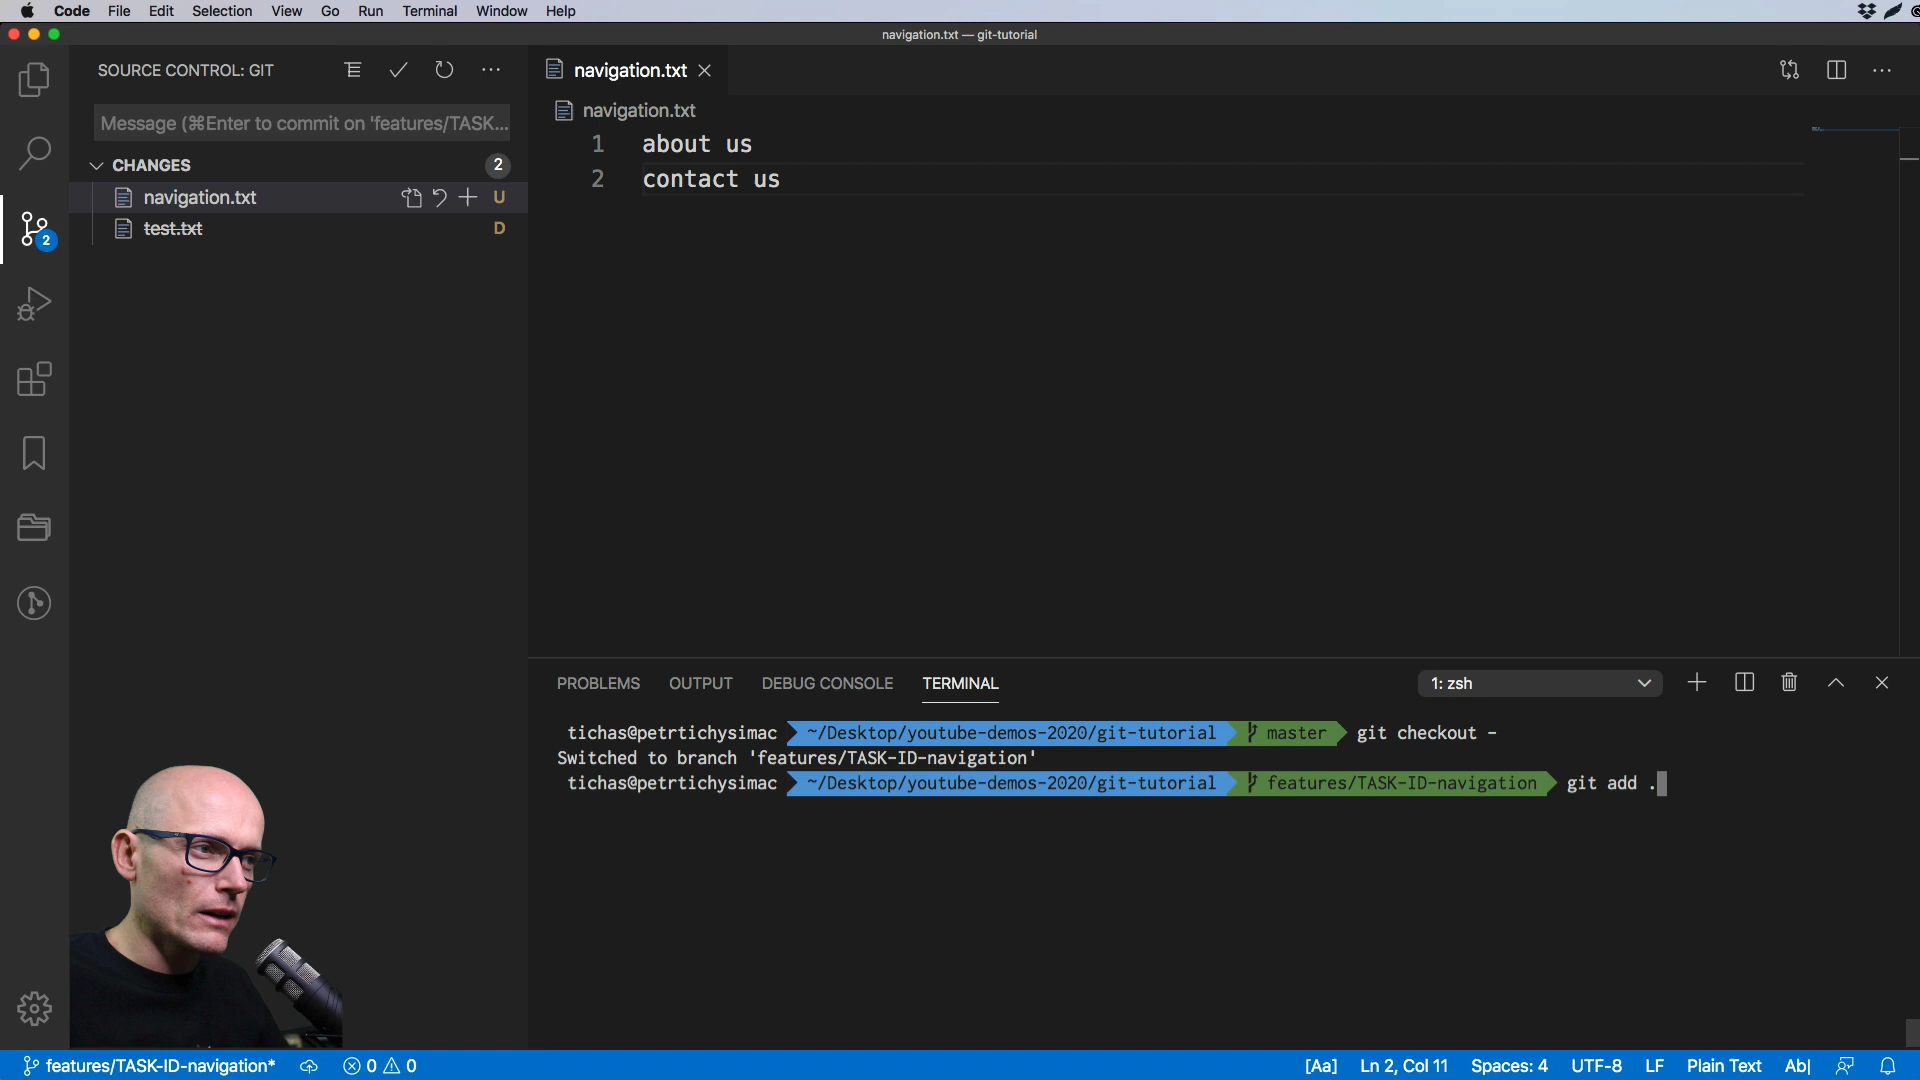 Code File Edit Selection View Go Run Terminal Window Help
navigation.txt — git-tutorial
SOURCE CONTROL: GIT
Message (⌘Enter to commit on 'features/TASK...
CHANGES 2
navigation.txt U
test.txt D
2
navigation.txt
navigation.txt
1 about us
2 contact us
PROBLEMS OUTPUT DEBUG CONSOLE TERMINAL 1: zsh
tichas@petrtichysimac ~/Desktop/youtube-demos-2020/git-tutorial master git checkout -
Switched to branch 'features/TASK-ID-navigation'
tichas@petrtichysimac ~/Desktop/youtube-demos-2020/git-tutorial features/TASK-ID-navigation git add .
features/TASK-ID-navigation* 0 0 [Aa] Ln 2, Col 11 Spaces: 4 UTF-8 LF Plain Text Ab|